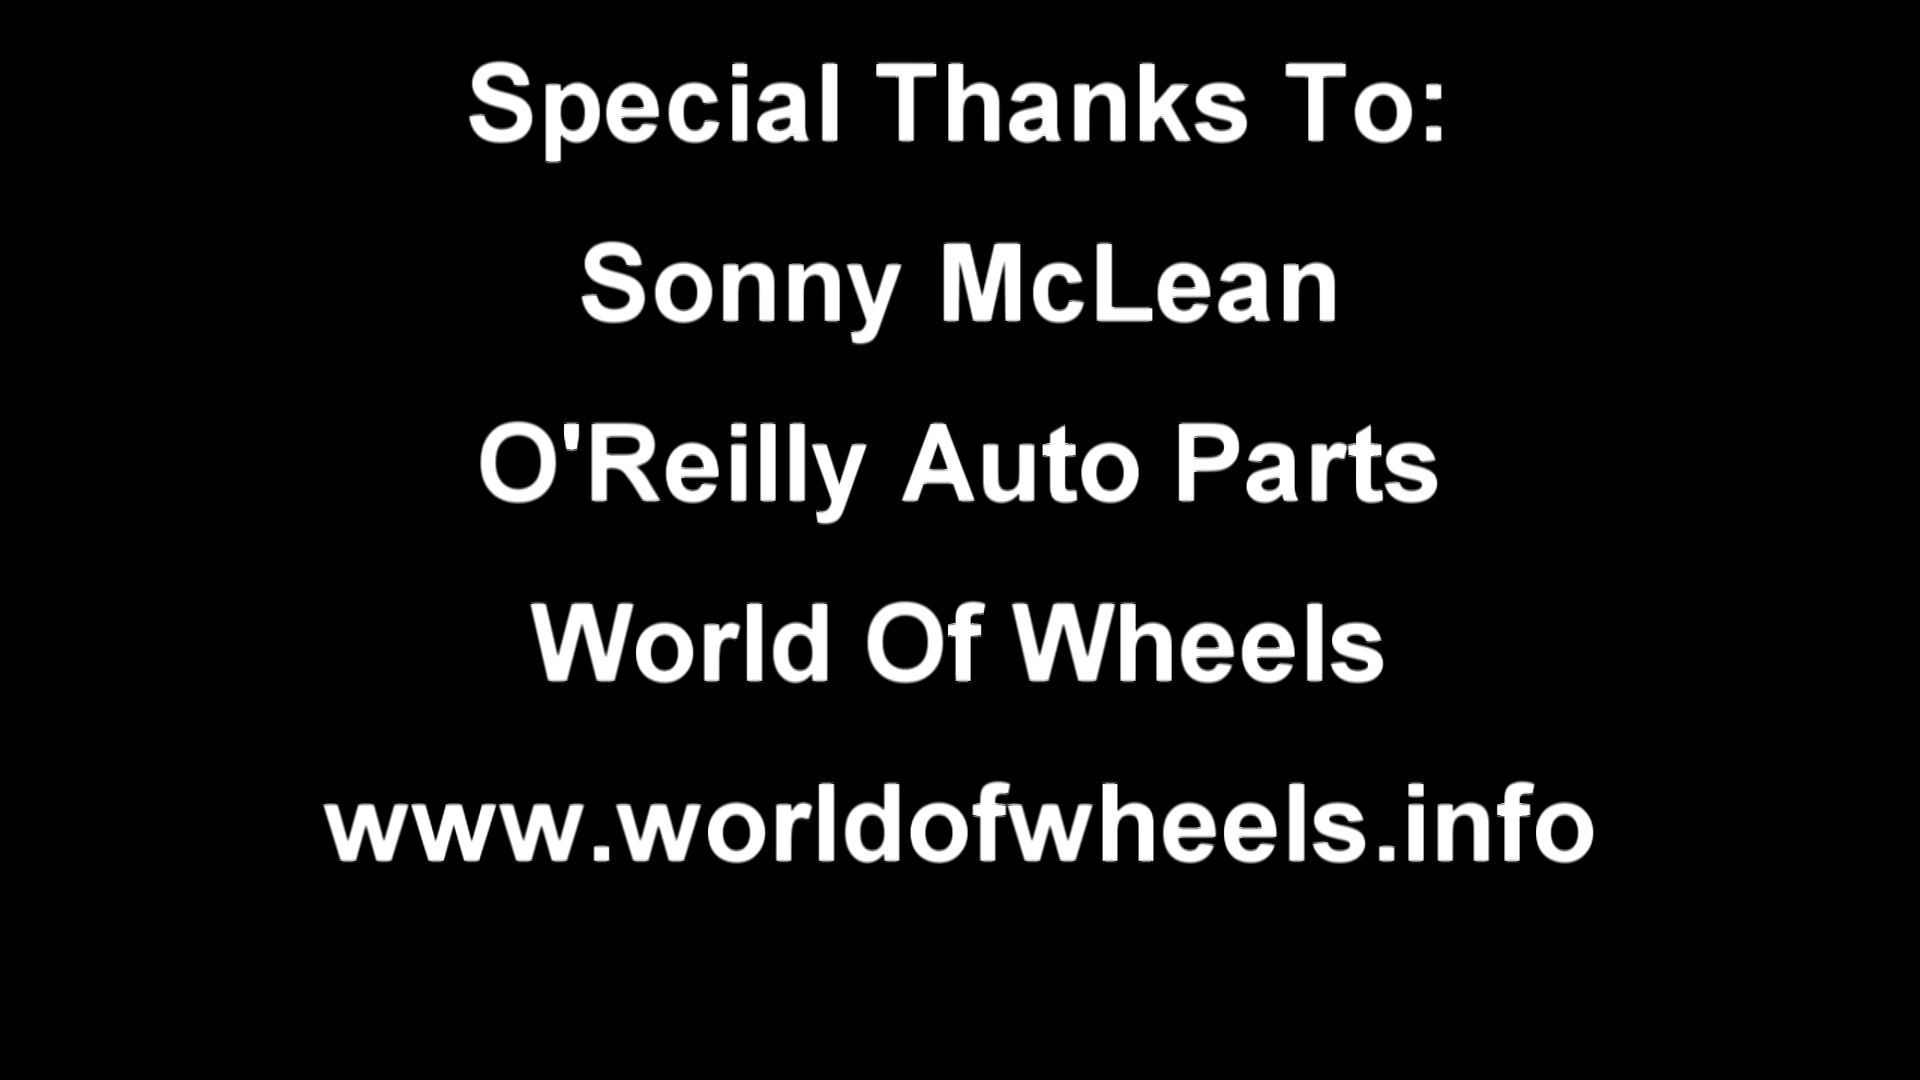 Special Thanks To:
Sonny McLean
O'Reilly Auto Parts
World Of Wheels
www.worldofwheels.info